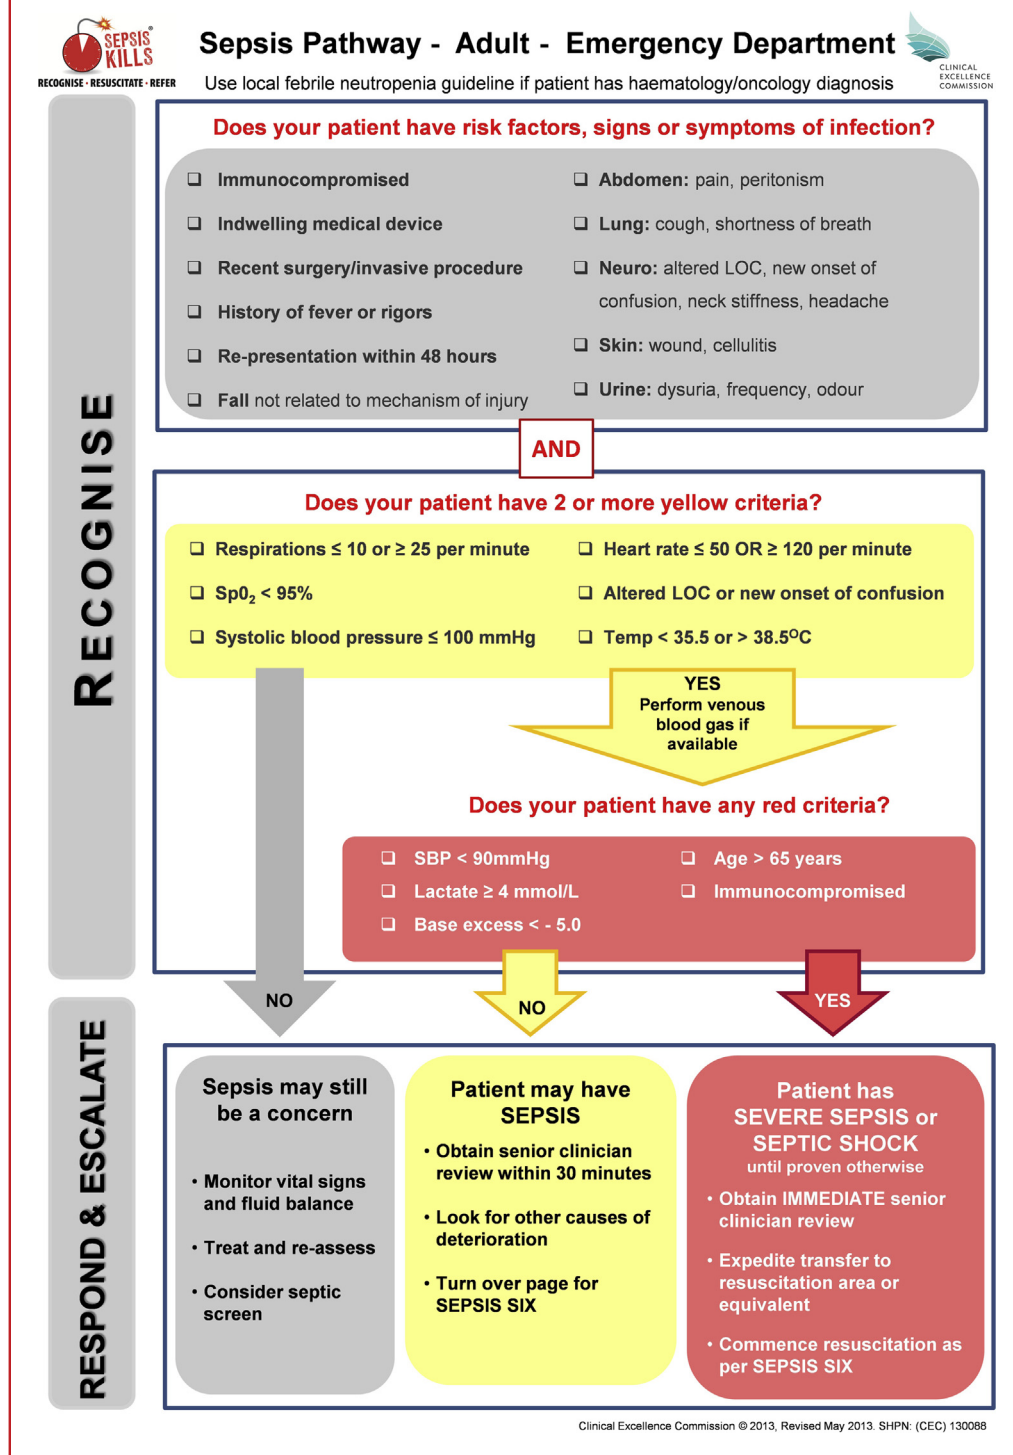 SEPSIS
KILLS
RECOGNISE • RESUSCITATE • REFER
Sepsis Pathway - Adult - Emergency Department
Use local febrile neutropenia guideline if patient has haematology/oncology diagnosis
CLINICAL
EXCELLENCE
COMMISSION
RECOGNISE
Does your patient have risk factors, signs or symptoms of infection?
❑ Immunocompromised
❑ Indwelling medical device
❑ Recent surgery/invasive procedure
❑ History of fever or rigors
❑ Re-presentation within 48 hours
❑ Fall not related to mechanism of injury
❑ Abdomen: pain, peritonism
❑ Lung: cough, shortness of breath
❑ Neuro: altered LOC, new onset of
confusion, neck stiffness, headache
❑ Skin: wound, cellulitis
❑ Urine: dysuria, frequency, odour
AND
Does your patient have 2 or more yellow criteria?
❑ Respirations ≤ 10 or ≥ 25 per minute
❑ Sp0₂ < 95%
❑ Systolic blood pressure ≤ 100 mmHg
❑ Heart rate ≤ 50 OR ≥ 120 per minute
❑ Altered LOC or new onset of confusion
❑ Temp < 35.5 or > 38.5ᴼC
YES
Perform venous
blood gas if
available
Does your patient have any red criteria?
❑ SBP < 90mmHg
❑ Lactate ≥ 4 mmol/L
❑ Base excess < - 5.0
❑ Age > 65 years
❑ Immunocompromised
NO
NO
YES
RESPOND & ESCALATE
Sepsis may still
be a concern
• Monitor vital signs
and fluid balance
• Treat and re-assess
• Consider septic
screen
Patient may have
SEPSIS
• Obtain senior clinician
review within 30 minutes
• Look for other causes of
deterioration
• Turn over page for
SEPSIS SIX
Patient has
SEVERE SEPSIS or
SEPTIC SHOCK
until proven otherwise
• Obtain IMMEDIATE senior
clinician review
• Expedite transfer to
resuscitation area or
equivalent
• Commence resuscitation as
per SEPSIS SIX
Clinical Excellence Commission © 2013, Revised May 2013. SHPN: (CEC) 130088